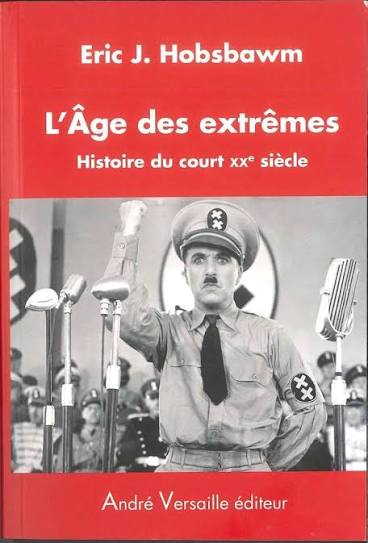 Eric J. Hobsbawm
L'Âge des extrêmes
Histoire du court XXe siècle
André Versaille éditeur